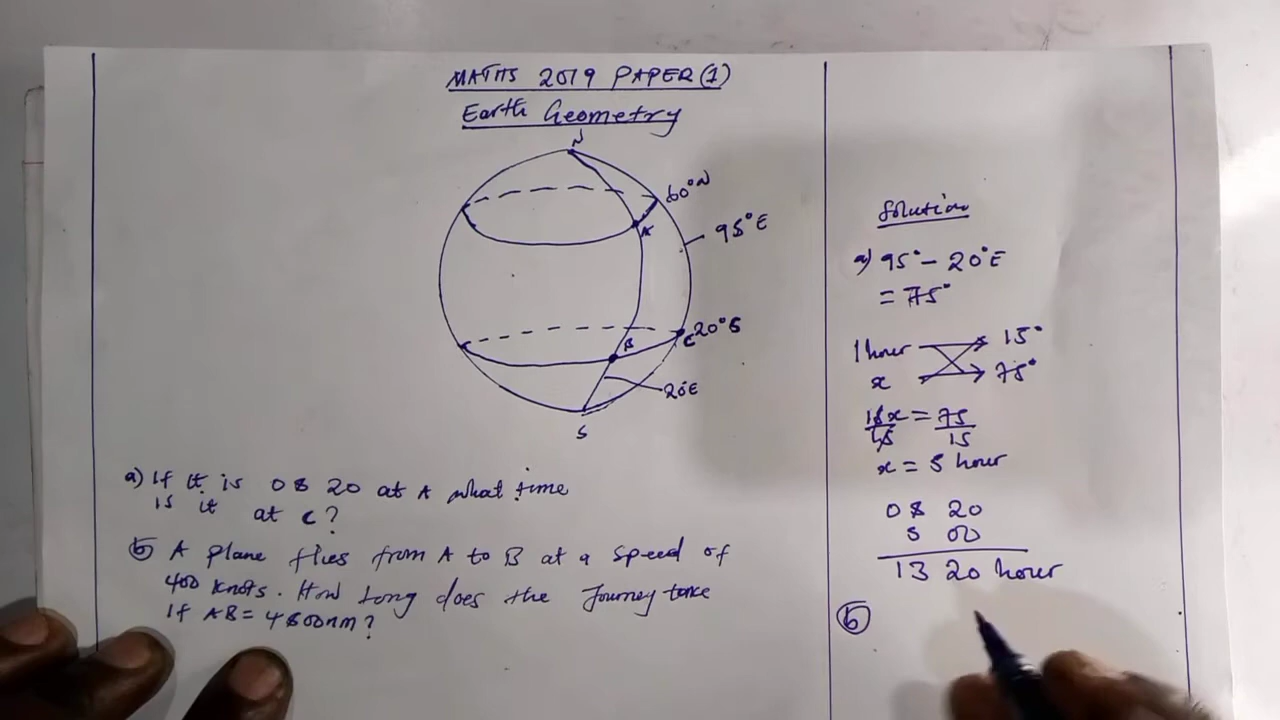 MATHS 2019 PAPER (1)
Earth Geometry
N
60°N
A
95°E
20°S
C
B
20E
S
a) If it is 08 20 at A what time
is it at C?
(b) A plane flies from A to B at a speed of
400 knots. How long does the Journey take
If AB = 4800nm?
Solution
a) 95° - 20°E
= 75°
1 hour 15°
x 75°
15x = 75
15 15
x = 5 hour
08 20
5 00
13 20 hour
(b)